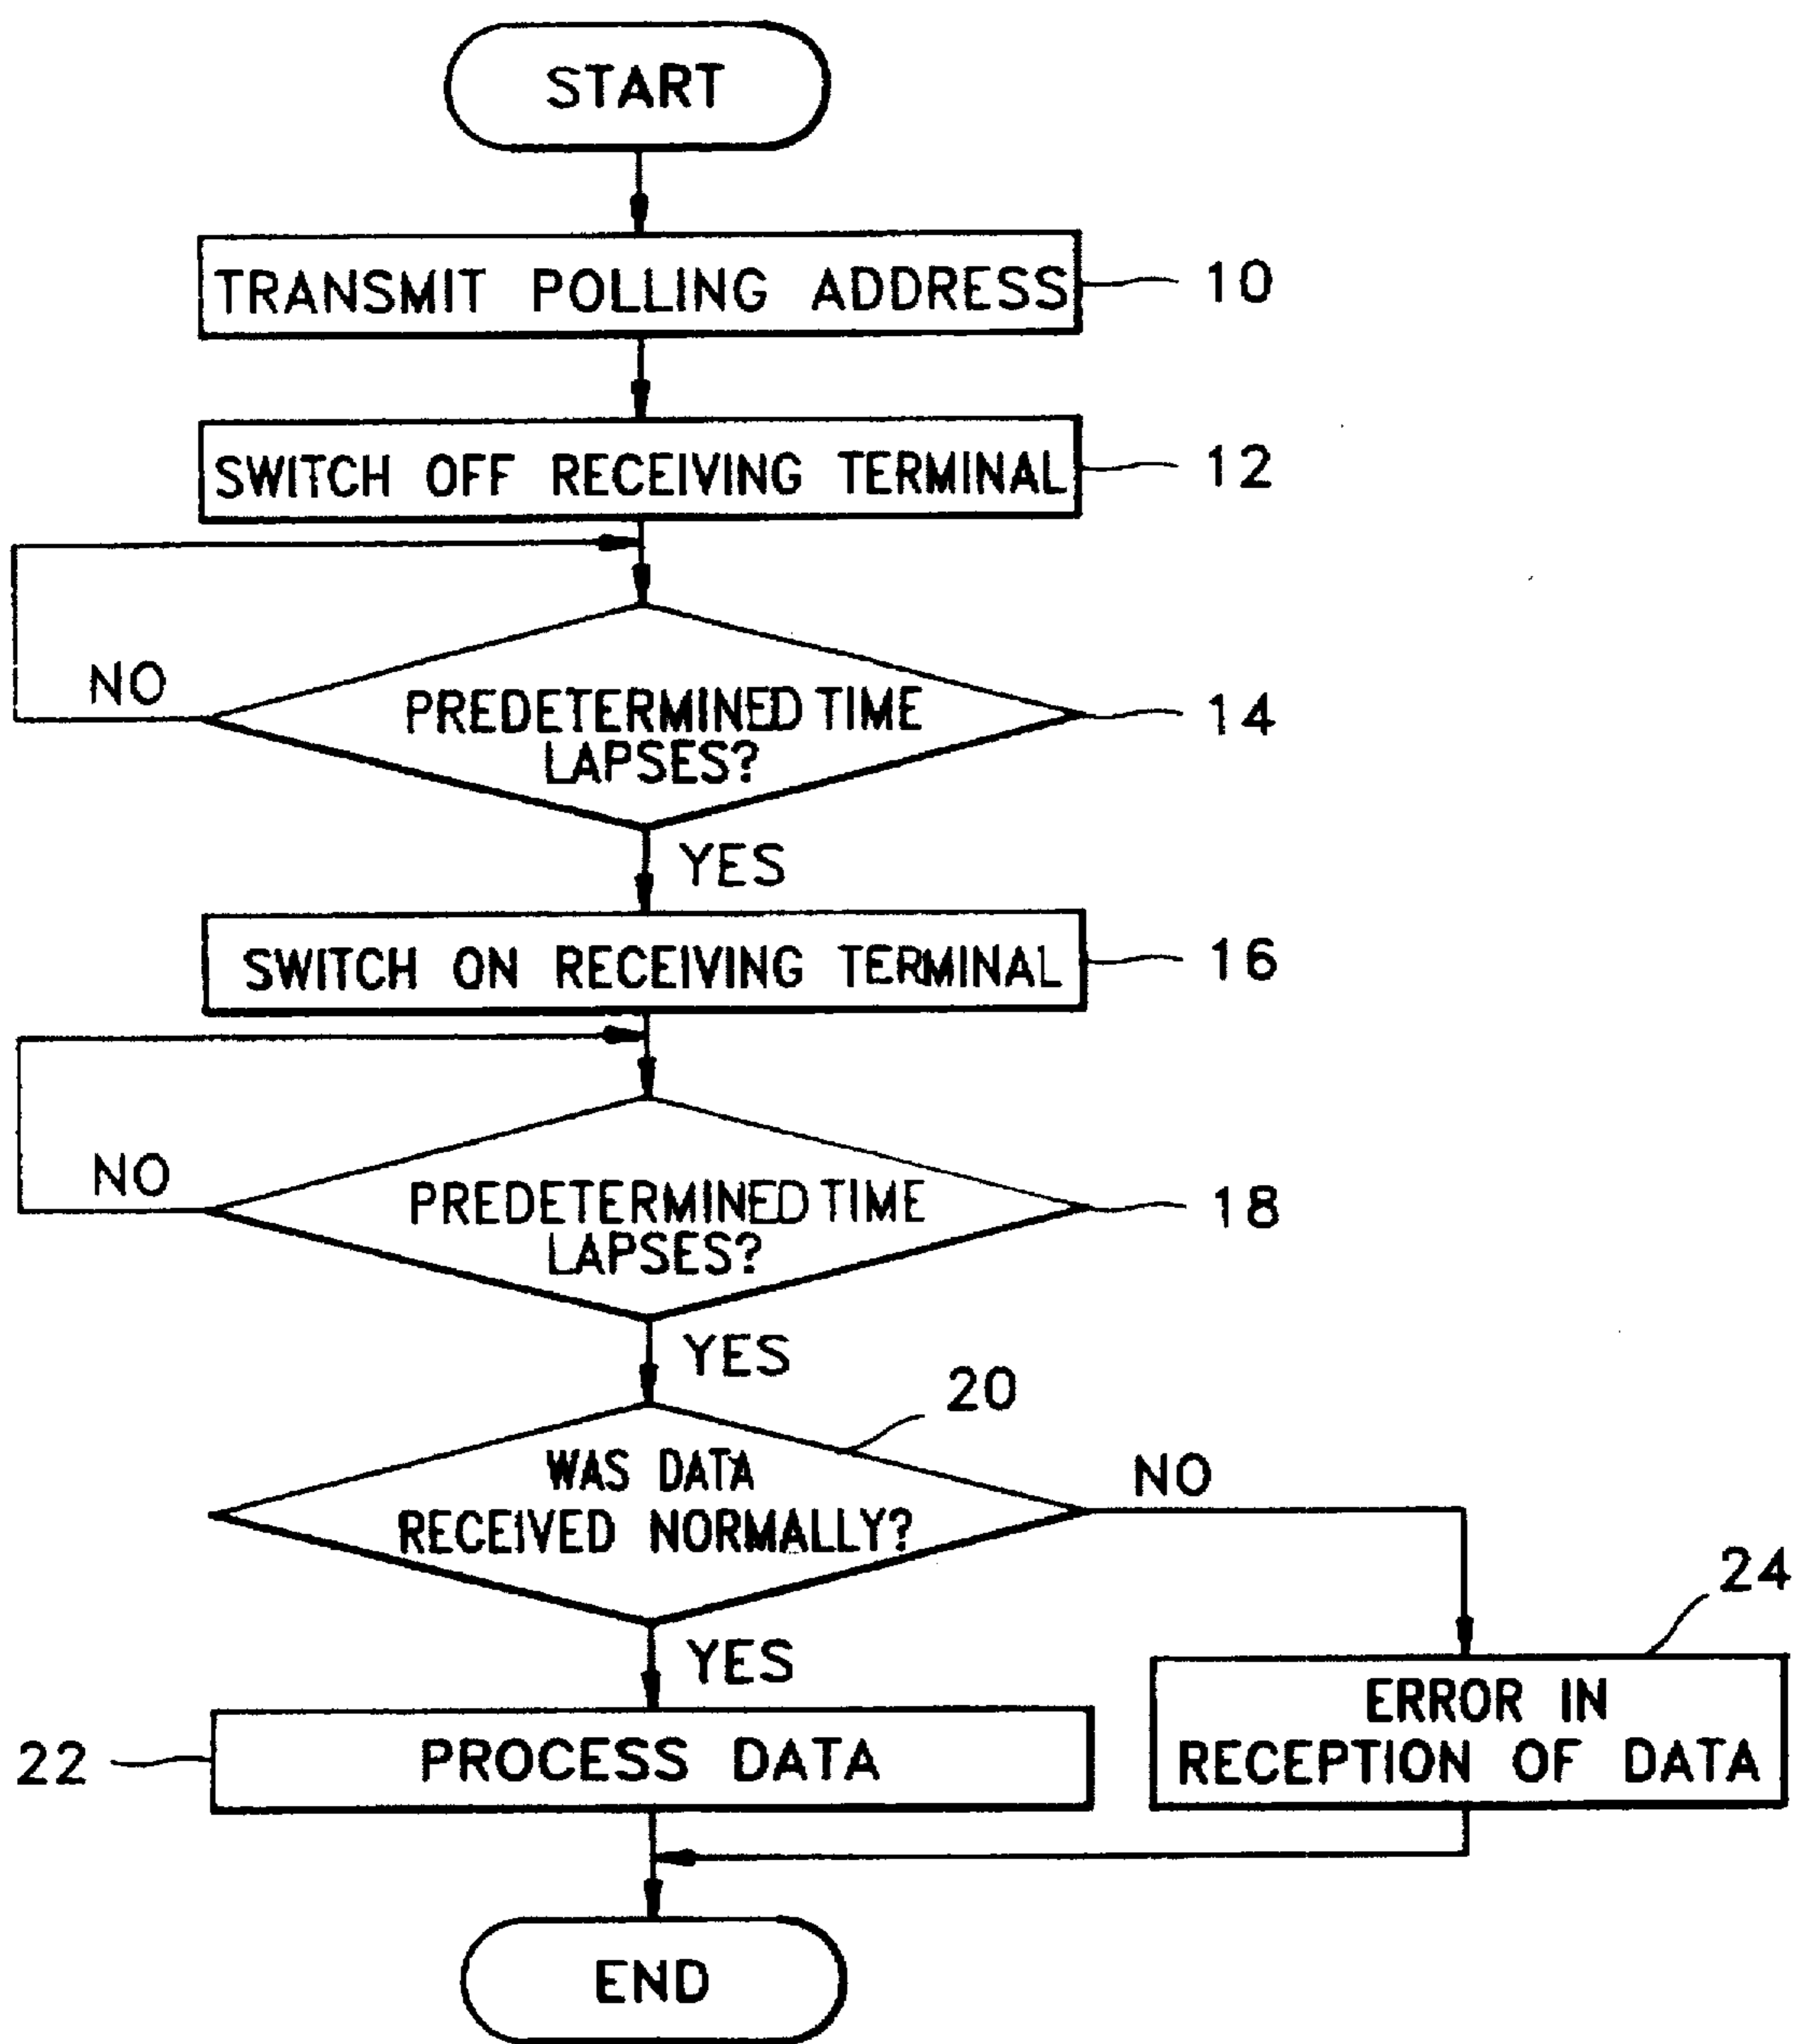 START
TRANSMIT POLLING ADDRESS
10
SWITCH OFF RECEIVING TERMINAL
12
NO
PREDETERMINED TIME
LAPSES?
14
YES
SWITCH ON RECEIVING TERMINAL
16
NO
PREDETERMINED TIME
LAPSES?
18
YES
20
WAS DATA
RECEIVED NORMALLY?
NO
24
YES
ERROR IN
RECEPTION OF DATA
22
PROCESS DATA
END